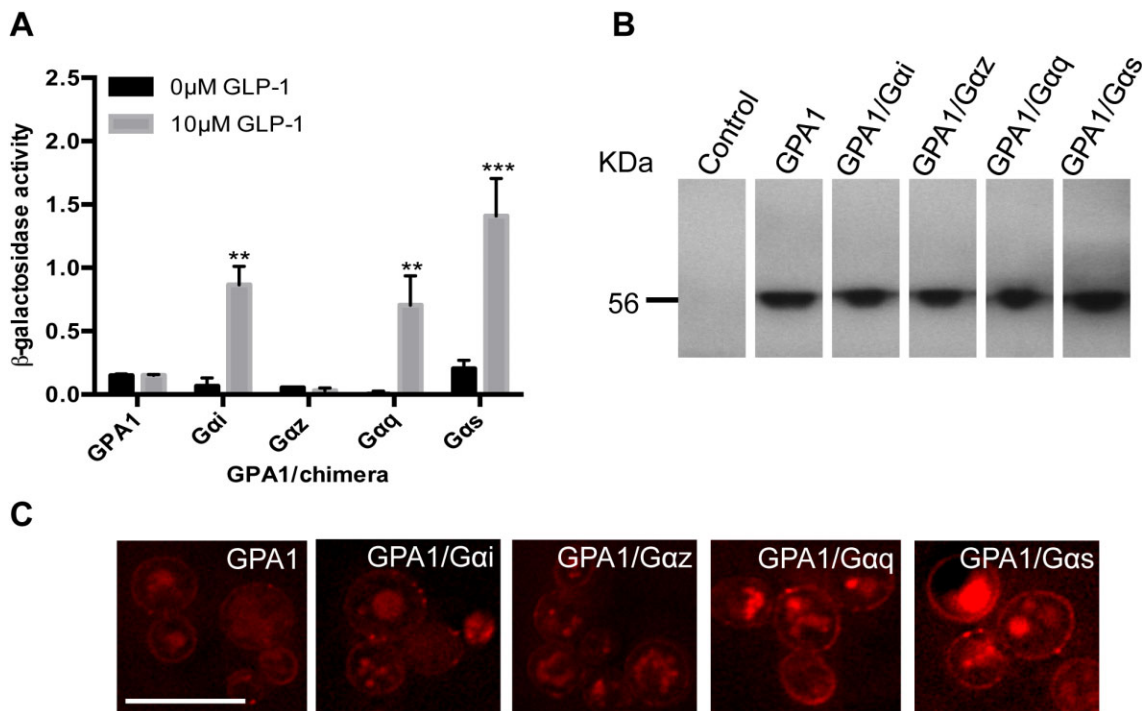 A
β-galactosidase activity
2.5
2.0
1.5
1.0
0.5
0.0
0μM GLP-1
10μM GLP-1
**
**
***
GPA1
Gαi
Gαz
Gαq
Gαs
GPA1/chimera
B
KDa
Control
GPA1
GPA1/Gαi
GPA1/Gαz
GPA1/Gαq
GPA1/Gαs
56
C
GPA1
GPA1/Gαi
GPA1/Gαz
GPA1/Gαq
GPA1/Gαs